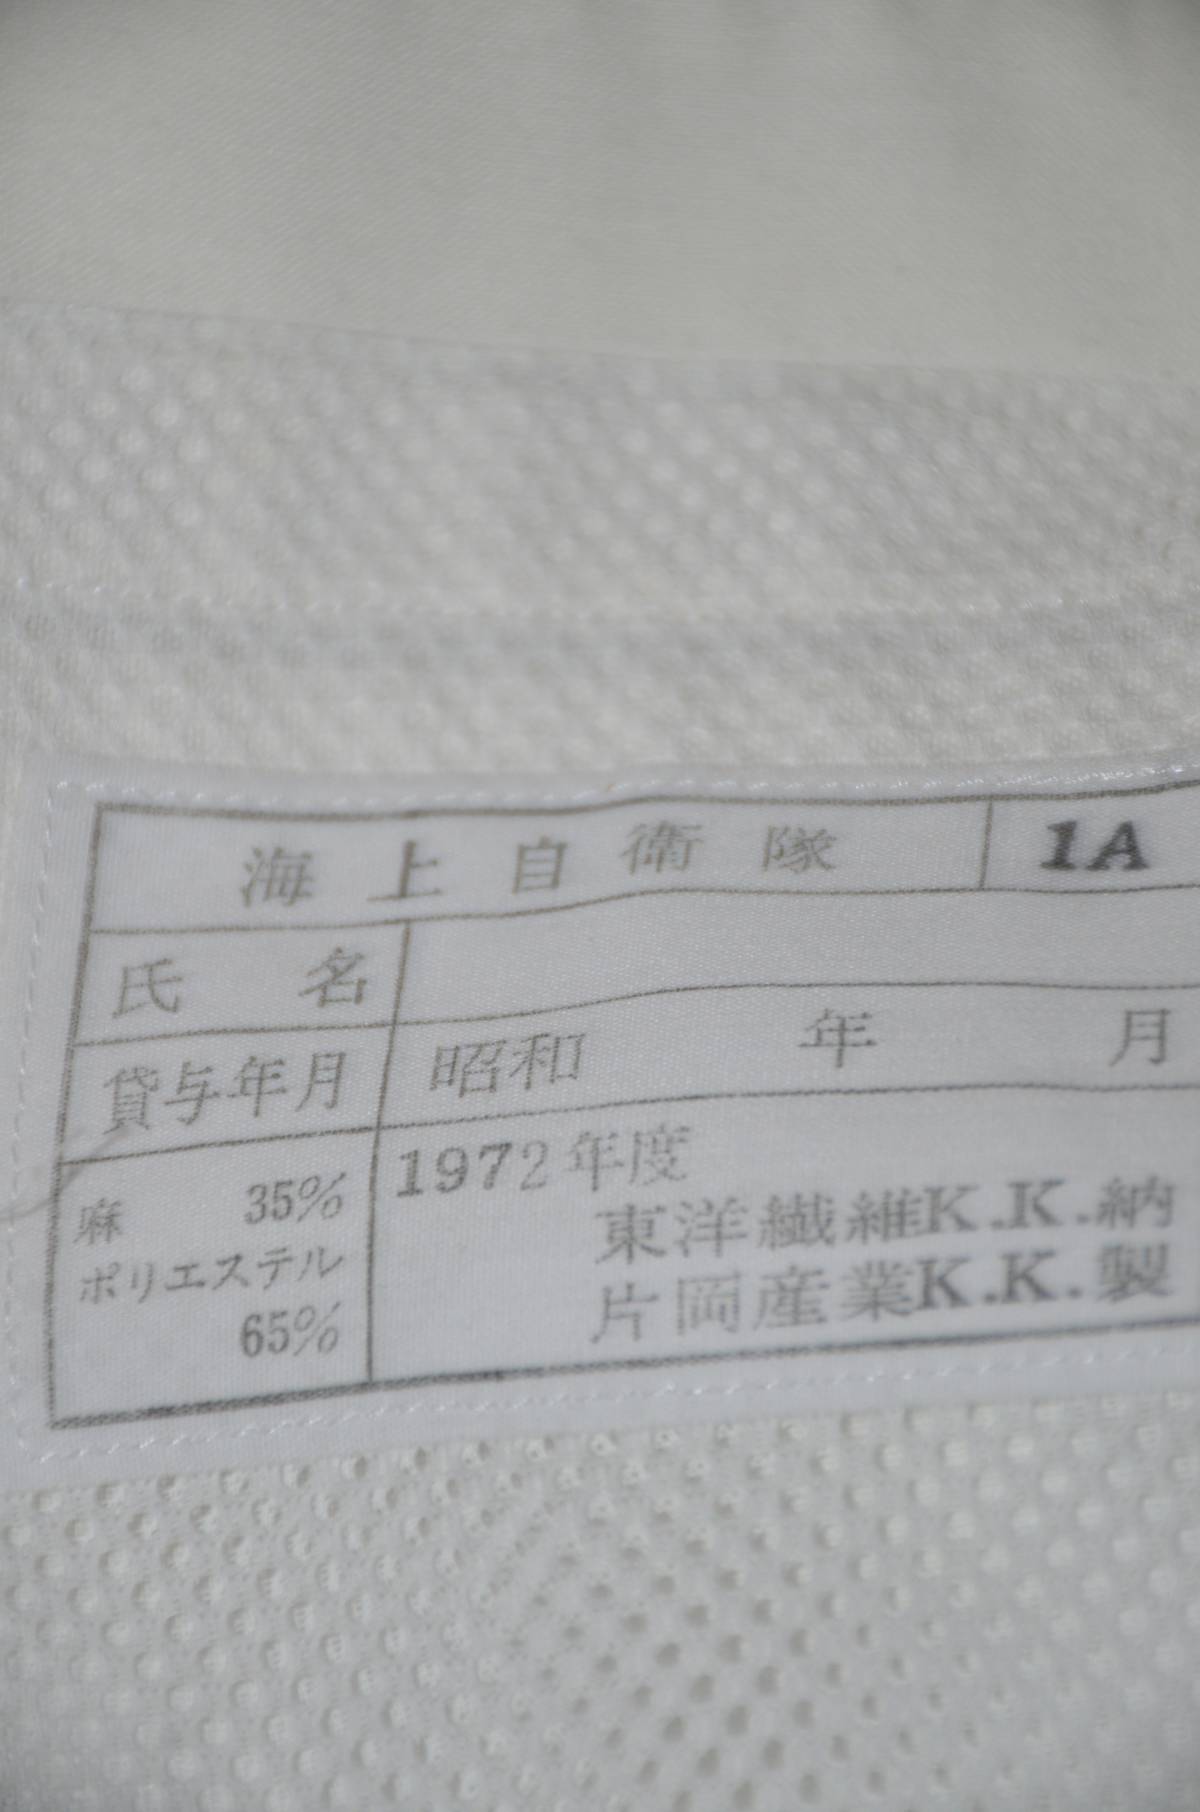 海上自衛隊 1A
氏名
貸与年月 昭和 年 月
麻 35%
ポリエステル
65%
1972年度
東洋繊維K.K.納
片岡産業K.K.製